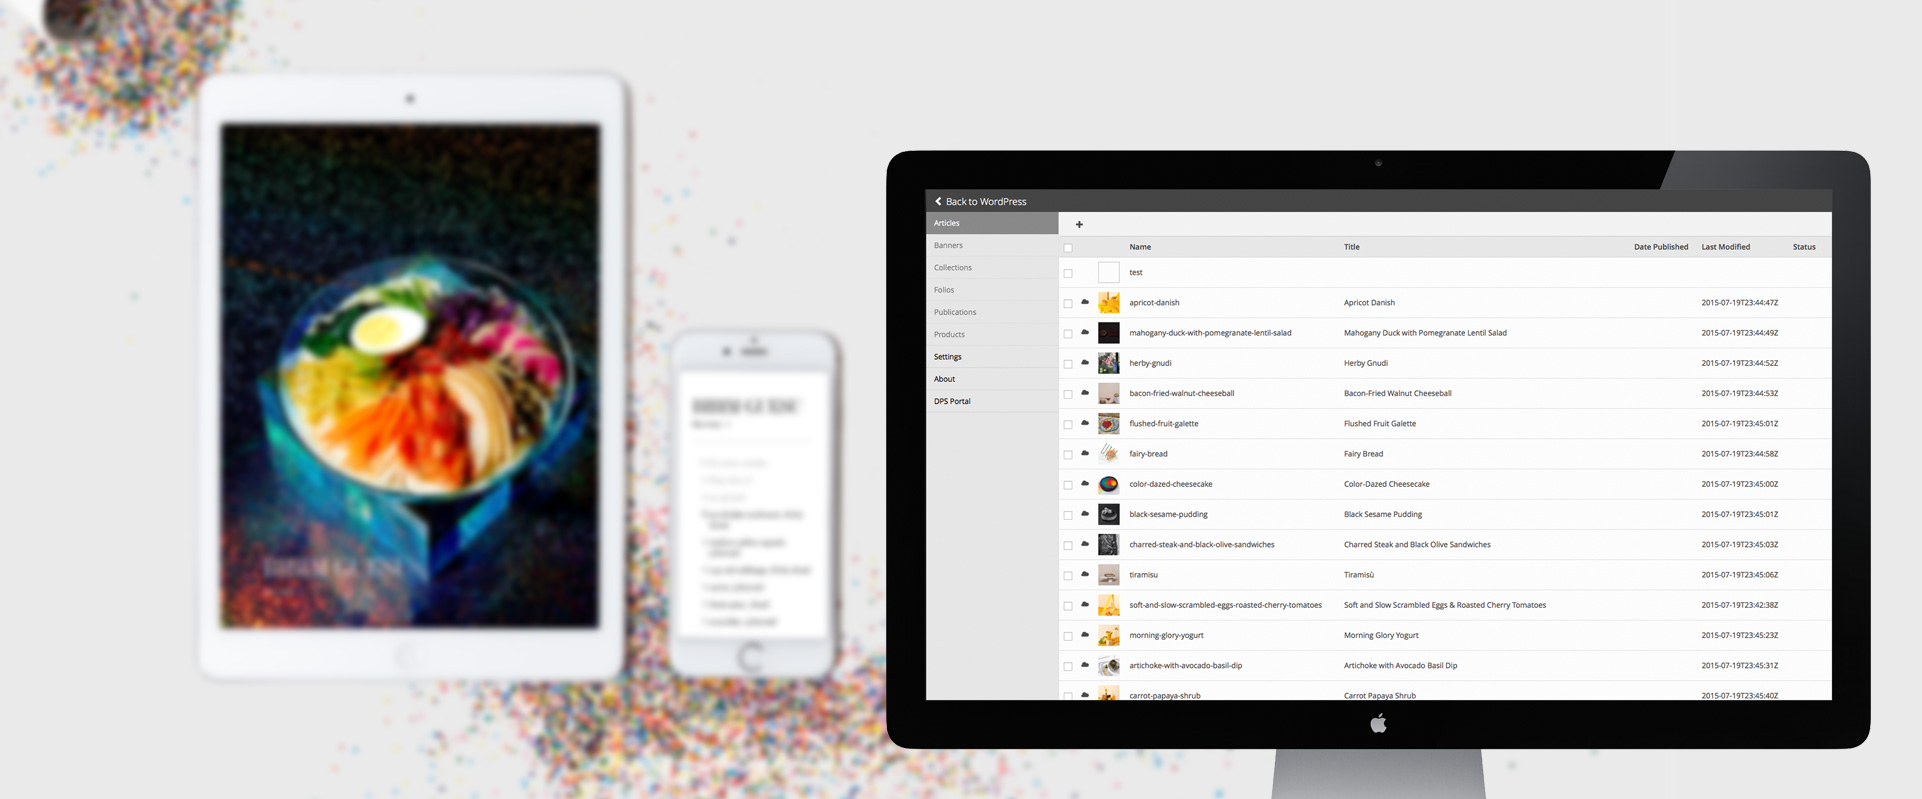 Back to WordPress
Articles
Banners
Collections
Folios
Publications
Products
Settings
About
DPS Portal
+
Name Title Date Published Last Modified Status
test
apricot-danish Apricot Danish 2015-07-19T23:44:47Z
mahogany-duck-with-pomegranate-lentil-salad Mahogany Duck with Pomegranate Lentil Salad 2015-07-19T23:44:49Z
herby-gnudi Herby Gnudi 2015-07-19T23:44:52Z
bacon-fried-walnut-cheeseball Bacon-Fried Walnut Cheeseball 2015-07-19T23:44:53Z
flushed-fruit-galette Flushed Fruit Galette 2015-07-19T23:45:01Z
fairy-bread Fairy Bread 2015-07-19T23:44:58Z
color-dazed-cheesecake Color-Dazed Cheesecake 2015-07-19T23:45:00Z
black-sesame-pudding Black Sesame Pudding 2015-07-19T23:45:01Z
charred-steak-and-black-olive-sandwiches Charred Steak and Black Olive Sandwiches 2015-07-19T23:45:03Z
tiramisu Tiramisù 2015-07-19T23:45:06Z
soft-and-slow-scrambled-eggs-roasted-cherry-tomatoes Soft and Slow Scrambled Eggs & Roasted Cherry Tomatoes 2015-07-19T23:42:38Z
morning-glory-yogurt Morning Glory Yogurt 2015-07-19T23:45:23Z
artichoke-with-avocado-basil-dip Artichoke with Avocado Basil Dip 2015-07-19T23:45:31Z
carrot-papaya-shrub Carrot Papaya Shrub 2015-07-19T23:45:40Z